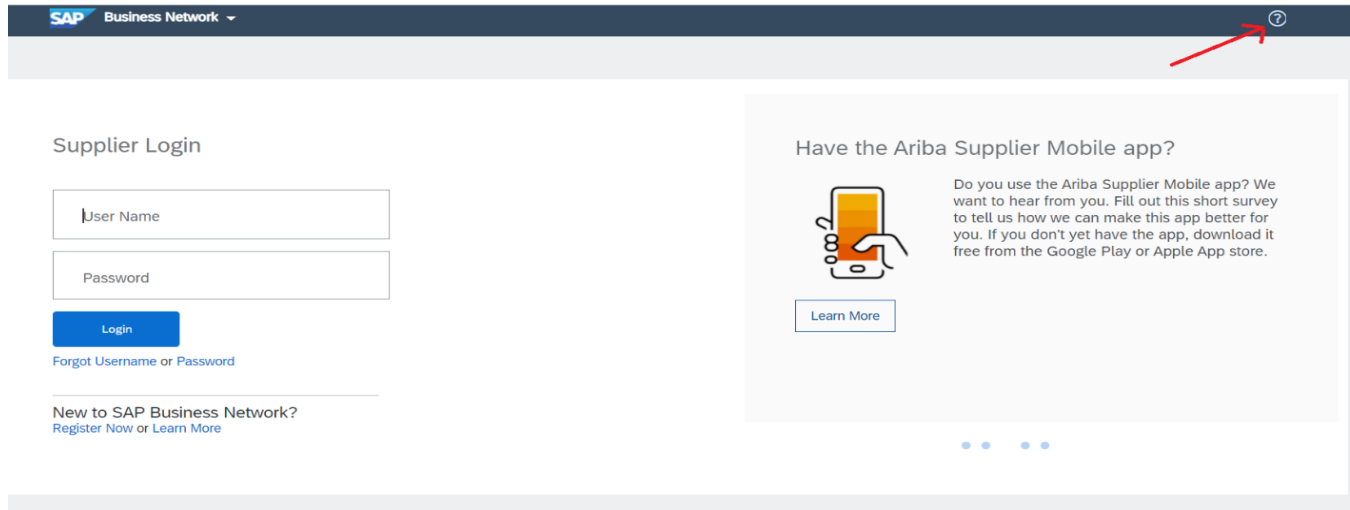 SAP Business Network
?
Supplier Login
User Name
Password
Login
Forgot Username or Password
New to SAP Business Network?
Register Now or Learn More
Have the Ariba Supplier Mobile app?
Do you use the Ariba Supplier Mobile app? We
want to hear from you. Fill out this short survey
to tell us how we can make this app better for
you. If you don't yet have the app, download it
free from the Google Play or Apple App store.
Learn More